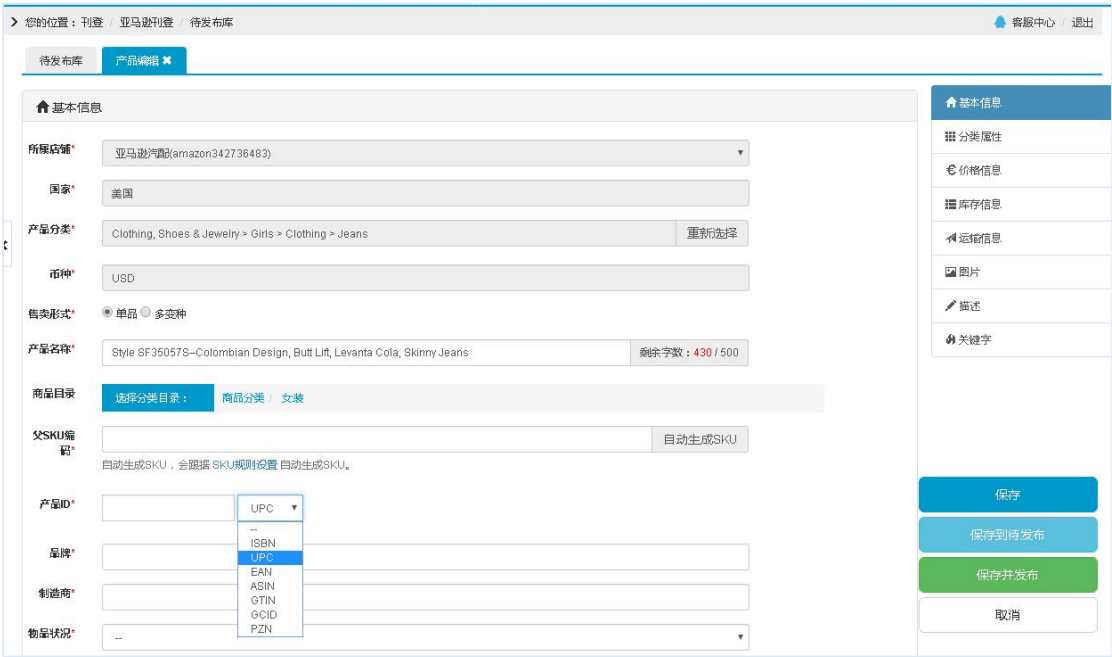 您的位置：刊登 / 亚马逊刊登 / 待发布库
客服中心 / 退出
待发布库 产品编辑 ✖
基本信息
所属店铺* 亚马逊汽配(amazon342736483)
国家* 美国
产品分类* Clothing, Shoes & Jewelry > Girls > Clothing > Jeans 重新选择
币种* USD
售卖形式* 单品 多变种
产品名称* Style SF35057S–Colombian Design, Butt Lift, Levanta Cola, Skinny Jeans 剩余字数：430 / 500
商品目录 选择分类目录： 商品分类 / 女装
父SKU编
码*
自动生成SKU
自动生成SKU，会跟据 SKU规则设置 自动生成SKU。
产品ID* UPC
--
ISBN
UPC
EAN
ASIN
GTIN
GCID
PZN
品牌*
制造商*
物品状况* --
基本信息
分类属性
价格信息
库存信息
运输信息
图片
描述
关键字
保存
保存到待发布
保存并发布
取消